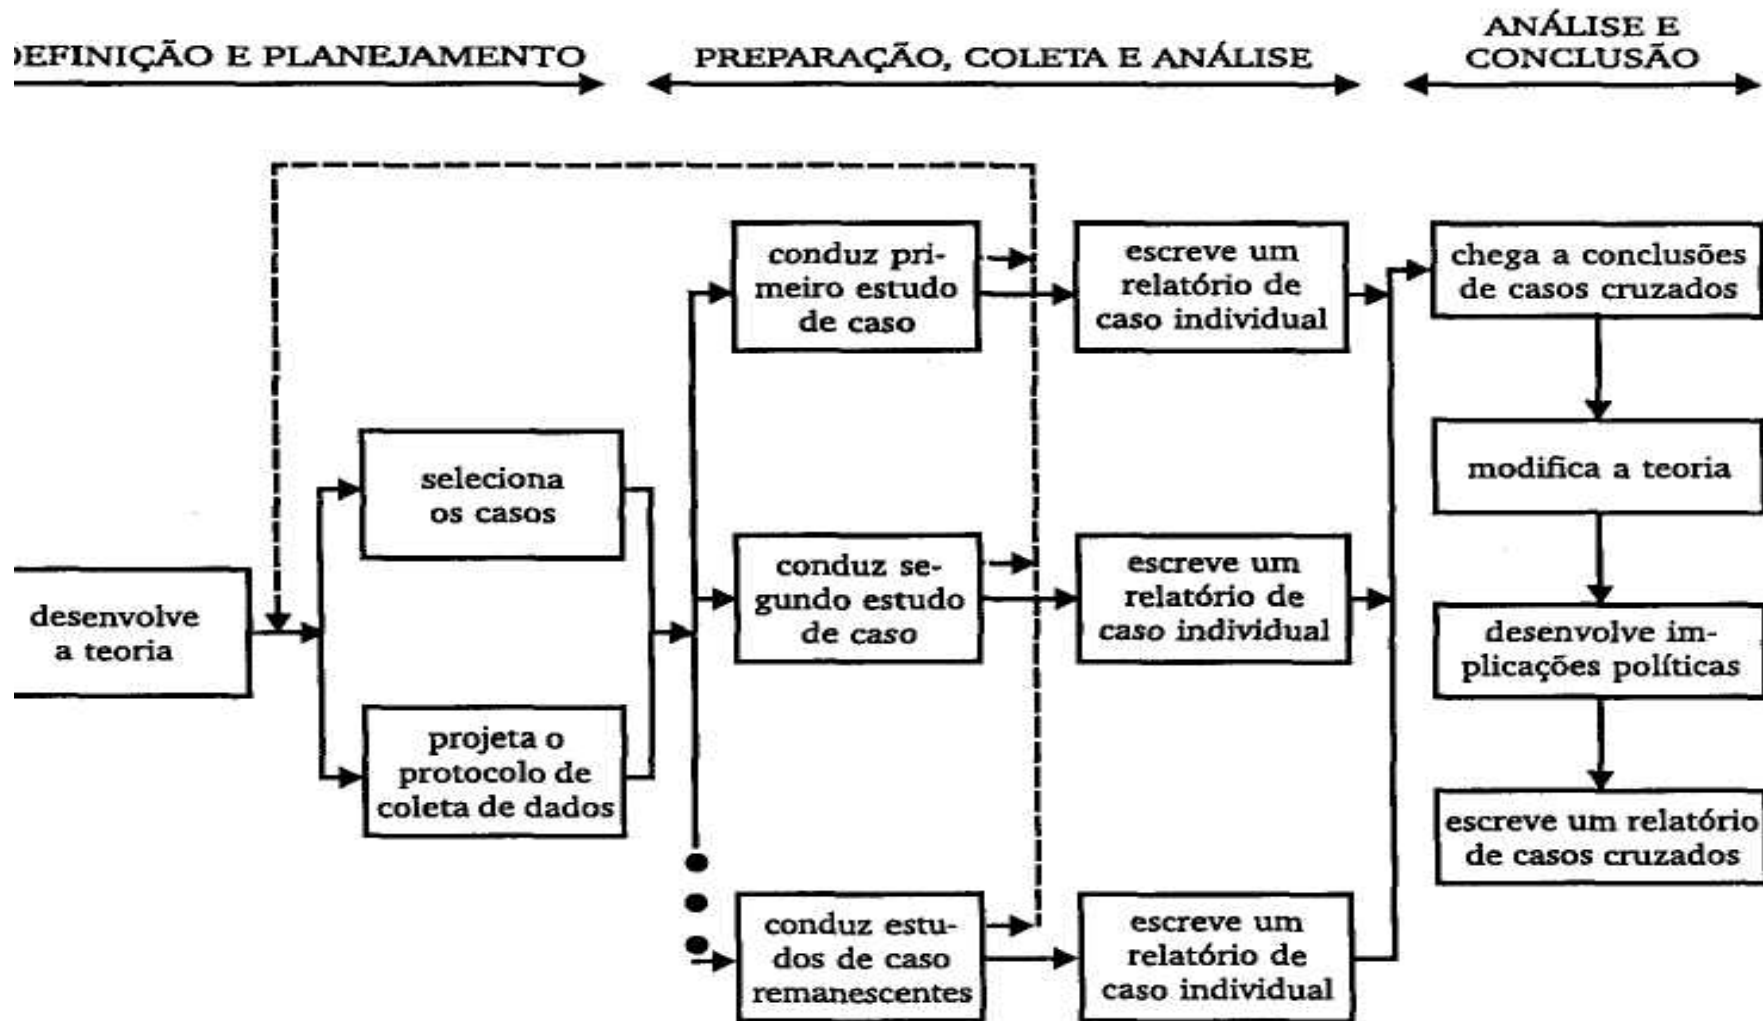 DEFINIÇÃO E PLANEJAMENTO
PREPARAÇÃO, COLETA E ANÁLISE
ANÁLISE E
CONCLUSÃO
desenvolve
a teoria
seleciona
os casos
projeta o
protocolo de
coleta de dados
conduz pri-
meiro estudo
de caso
escreve um
relatório de
caso individual
conduz se-
gundo estudo
de caso
escreve um
relatório de
caso individual
conduz estu-
dos de caso
remanescentes
escreve um
relatório de
caso individual
chega a conclusões
de casos cruzados
modifica a teoria
desenvolve im-
plicações políticas
escreve um relatório
de casos cruzados